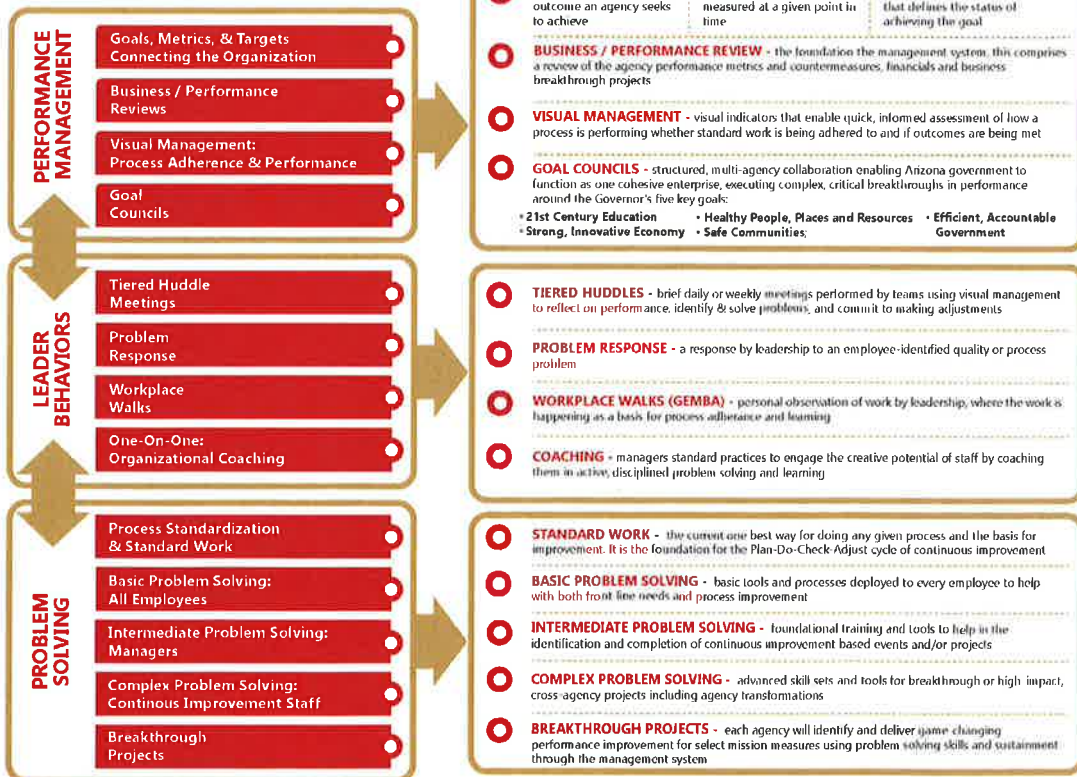 PERFORMANCE
MANAGEMENT
Goals, Metrics, & Targets
Connecting the Organization
Business / Performance
Reviews
Visual Management:
Process Adherence & Performance
Goal
Councils
outcome an agency seeks
to achieve
measured at a given point in
time
that defines the status of
achieving the goal
BUSINESS / PERFORMANCE REVIEW - the foundation the management system, this comprises
a review of the agency performance metrics and countermeasures, financials and business
breakthrough projects
VISUAL MANAGEMENT - visual indicators that enable quick, informed assessment of how a
process is performing whether standard work is being adhered to and if outcomes are being met
GOAL COUNCILS - structured, multi-agency collaboration enabling Arizona government to
function as one cohesive enterprise, executing complex, critical breakthroughs in performance
around the Governor's five key goals:
• 21st Century Education • Healthy People, Places and Resources • Efficient, Accountable
• Strong, Innovative Economy • Safe Communities; Government
LEADER
BEHAVIORS
Tiered Huddle
Meetings
Problem
Response
Workplace
Walks
One-On-One:
Organizational Coaching
TIERED HUDDLES - brief daily or weekly meetings performed by teams using visual management
to reflect on performance, identify & solve problems, and commit to making adjustments
PROBLEM RESPONSE - a response by leadership to an employee-identified quality or process
problem
WORKPLACE WALKS (GEMBA) - personal observation of work by leadership, where the work is
happening as a basis for process adherance and learning
COACHING - managers standard practices to engage the creative potential of staff by coaching
them in active, disciplined problem solving and learning
PROBLEM
SOLVING
Process Standardization
& Standard Work
Basic Problem Solving:
All Employees
Intermediate Problem Solving:
Managers
Complex Problem Solving:
Continous Improvement Staff
Breakthrough
Projects
STANDARD WORK - the current one best way for doing any given process and the basis for
improvement. It is the foundation for the Plan-Do-Check-Adjust cycle of continuous improvement
BASIC PROBLEM SOLVING - basic tools and processes deployed to every employee to help
with both front line needs and process improvement
INTERMEDIATE PROBLEM SOLVING - foundational training and tools to help in the
identification and completion of continuous improvement based events and/or projects
COMPLEX PROBLEM SOLVING - advanced skill sets and tools for breakthrough or high impact,
cross-agency projects including agency transformations
BREAKTHROUGH PROJECTS - each agency will identify and deliver game changing
performance improvement for select mission measures using problem solving skills and sustainment
through the management system